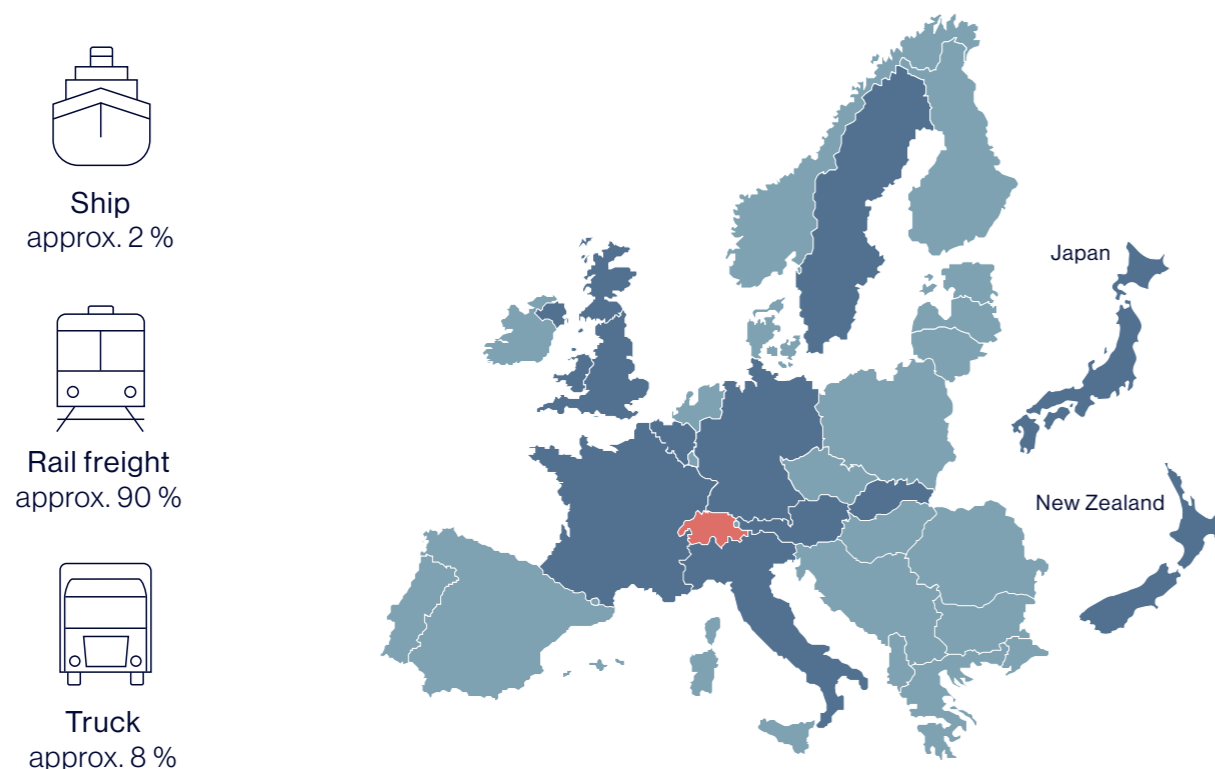 Ship
approx. 2 %
Rail freight
approx. 90 %
Truck
approx. 8 %
Japan
New Zealand